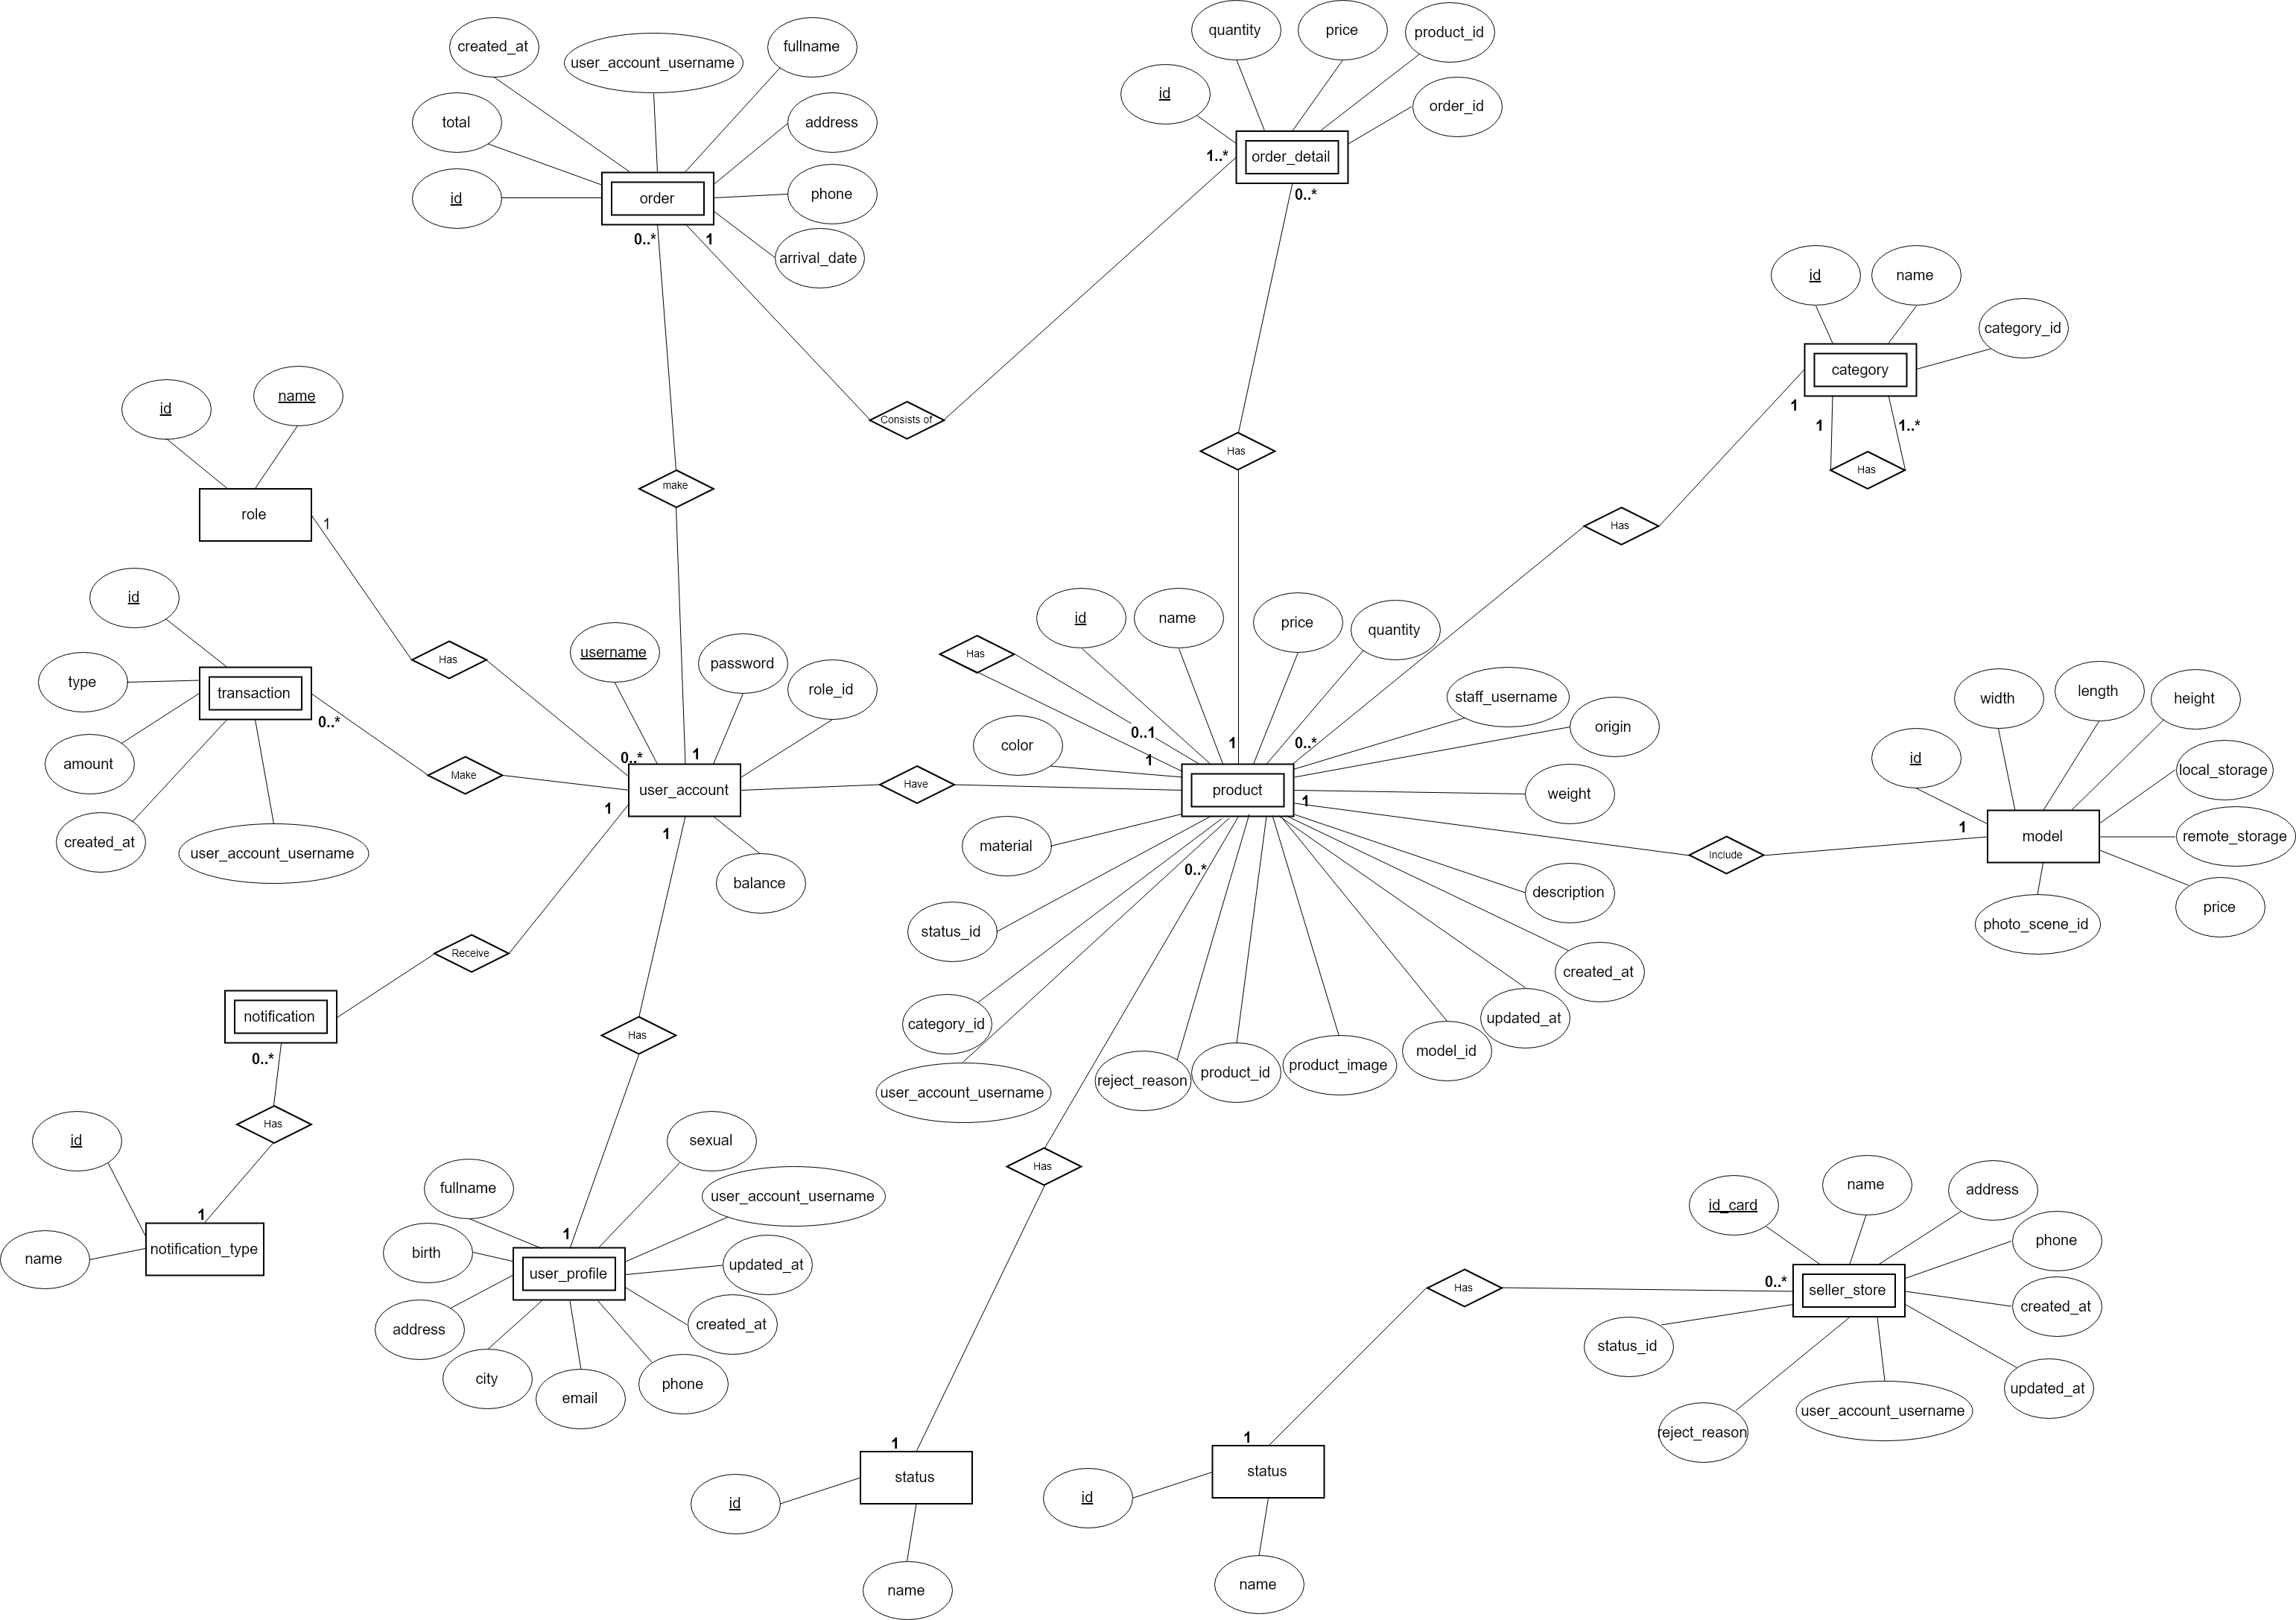 quantity
price
product_id
created_at
user_account_username
fullname
id
order_id
total
address
1..*
order_detail
id
order
phone
0..*
0..*
1
arrival_date
id
name
category_id
category
1
1
1..*
Has
id
name
Consists of
Has
make
role
1
Has
id
type
transaction
0..*
amount
created_at
user_account_username
Has
Make
username
password
role_id
0..*
1
user_account
1
1
balance
Have
Has
id
name
price
quantity
0..1
1
1
0..*
color
staff_username
origin
product
weight
1
material
0..*
status_id
description
category_id
created_at
updated_at
user_account_username
reject_reason
product_id
product_image
model_id
Include
width
length
height
id
local_storage
1
model
remote_storage
photo_scene_id
price
Receive
notification
0..*
Has
id
1
name
notification_type
Has
sexual
fullname
user_account_username
birth
1
user_profile
updated_at
address
created_at
city
email
phone
Has
1
status
id
name
Has
0..*
id_card
name
address
phone
seller_store
created_at
status_id
updated_at
reject_reason
user_account_username
1
status
id
name